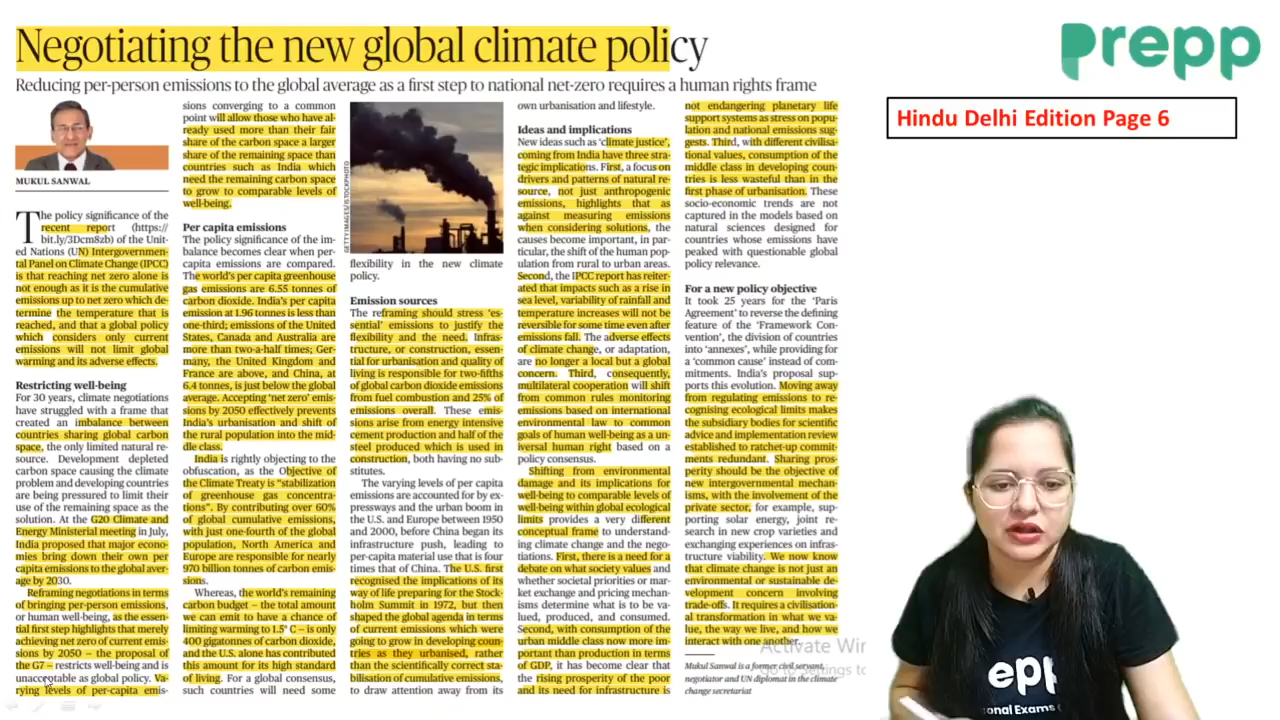 Negotiating the new global climate policy
Reducing per-person emissions to the global average as a first step to national net-zero requires a human rights frame
MUKUL SANWAL
The policy significance of the
recent report (https://
bit.ly/3Dcm8zb) of the Unit-
ed Nations (UN) Intergovernmen-
tal Panel on Climate Change (IPCC)
is that reaching net zero alone is
not enough as it is the cumulative
emissions up to net zero which de-
termine the temperature that is
reached, and that a global policy
which considers only current
emissions will not limit global
warming and its adverse effects.
Restricting well-being
For 30 years, climate negotiations
have struggled with a frame that
created an imbalance between
countries sharing global carbon
space, the only limited natural re-
source. Development depleted
carbon space causing the climate
problem and developing countries
are being pressured to limit their
use of the remaining space as the
solution. At the G20 Climate and
Energy Ministerial meeting in July,
India proposed that major econo-
mies bring down their own per
capita emissions to the global aver-
age by 2030.
Reframing negotiations in terms
of bringing per-person emissions,
or human well-being, as the essen-
tial first step highlights that merely
achieving net zero of current emis-
sions by 2050 – the proposal of
the G7 – restricts well-being and is
unacceptable as global policy. Va-
rying levels of per-capita emis-
sions converging to a common
point will allow those who have al-
ready used more than their fair
share of the carbon space a larger
share of the remaining space than
countries such as India which
need the remaining carbon space
to grow to comparable levels of
well-being.
Per capita emissions
The policy significance of the im-
balance becomes clear when per-
capita emissions are compared.
The world's per capita greenhouse
gas emissions are 6.55 tonnes of
carbon dioxide. India's per capita
emission at 1.96 tonnes is less than
one-third; emissions of the United
States, Canada and Australia are
more than two-a-half times; Ger-
many, the United Kingdom and
France are above, and China, at
6.4 tonnes, is just below the global
average. Accepting 'net zero' emis-
sions by 2050 effectively prevents
India's urbanisation and shift of
the rural population into the mid-
dle class.
India is rightly objecting to the
obfuscation, as the Objective of
the Climate Treaty is "stabilization
of greenhouse gas concentra-
tions". By contributing over 60%
of global cumulative emissions,
with just one-fourth of the global
population, North America and
Europe are responsible for nearly
970 billion tonnes of carbon emis-
sions.
Whereas, the world's remaining
carbon budget – the total amount
we can emit to have a chance of
limiting warming to 1.5° C – is only
400 gigatonnes of carbon dioxide,
and the U.S. alone has contributed
this amount for its high standard
of living. For a global consensus,
such countries will need some
GETTY IMAGES/ISTOCKPHOTO
flexibility in the new climate
policy.
Emission sources
The reframing should stress 'es-
sential' emissions to justify the
flexibility and the need. Infras-
tructure, or construction, essen-
tial for urbanisation and quality of
living is responsible for two-fifths
of global carbon dioxide emissions
from fuel combustion and 25% of
emissions overall. These emis-
sions arise from energy intensive
cement production and half of the
steel produced which is used in
construction, both having no sub-
stitutes.
The varying levels of per capita
emissions are accounted for by ex-
pressways and the urban boom in
the U.S. and Europe between 1950
and 2000, before China began its
infrastructure push, leading to
per-capita material use that is four
times that of China. The U.S. first
recognised the implications of its
way of life preparing for the Stock-
holm Summit in 1972, but then
shaped the global agenda in terms
of current emissions which were
going to grow in developing coun-
tries as they urbanised, rather
than the scientifically correct sta-
bilisation of cumulative emissions,
to draw attention away from its
own urbanisation and lifestyle.
Ideas and implications
New ideas such as 'climate justice',
coming from India have three stra-
tegic implications. First, a focus on
drivers and patterns of natural re-
source, not just anthropogenic
emissions, highlights that as
against measuring emissions
when considering solutions, the
causes become important, in par-
ticular, the shift of the human pop-
ulation from rural to urban areas.
Second, the IPCC report has reiter-
ated that impacts such as a rise in
sea level, variability of rainfall and
temperature increases will not be
reversible for some time even after
emissions fall. The adverse effects
of climate change, or adaptation,
are no longer a local but a global
concern. Third, consequently,
multilateral cooperation will shift
from common rules monitoring
emissions based on international
environmental law to common
goals of human well-being as a un-
iversal human right based on a
policy consensus.
Shifting from environmental
damage and its implications for
well-being to comparable levels of
well-being within global ecological
limits provides a very different
conceptual frame to understand-
ing climate change and the nego-
tiations. First, there is a need for a
debate on what society values and
whether societal priorities or mar-
ket exchange and pricing mechan-
isms determine what is to be va-
lued, produced, and consumed.
Second, with consumption of the
urban middle class now more im-
portant than production in terms
of GDP, it has become clear that
the rising prosperity of the poor
and its need for infrastructure is
not endangering planetary life
support systems as stress on popu-
lation and national emissions sug-
gests. Third, with different civilisa-
tional values, consumption of the
middle class in developing coun-
tries is less wasteful than in the
first phase of urbanisation. These
socio-economic trends are not
captured in the models based on
natural sciences designed for
countries whose emissions have
peaked with questionable global
policy relevance.
For a new policy objective
It took 25 years for the 'Paris
Agreement' to reverse the defining
feature of the 'Framework Con-
vention', the division of countries
into 'annexes', while providing for
a 'common cause' instead of com-
mitments. India's proposal sup-
ports this evolution. Moving away
from regulating emissions to re-
cognising ecological limits makes
the subsidiary bodies for scientific
advice and implementation review
established to ratchet-up commit-
ments redundant. Sharing pros-
perity should be the objective of
new intergovernmental mechan-
isms, with the involvement of the
private sector, for example, sup-
porting solar energy, joint re-
search in new crop varieties and
exchanging experiences on infras-
tructure viability. We now know
that climate change is not just an
environmental or sustainable de-
velopment concern involving
trade-offs. It requires a civilisation-
al transformation in what we va-
lue, the way we live, and how we
interact with one another.
Mukul Sanwal is a former civil servant,
negotiator and UN diplomat in the climate
change secretariat
prepp
Hindu Delhi Edition Page 6
Activate Win
Go to Settings to
epp
onal Exams